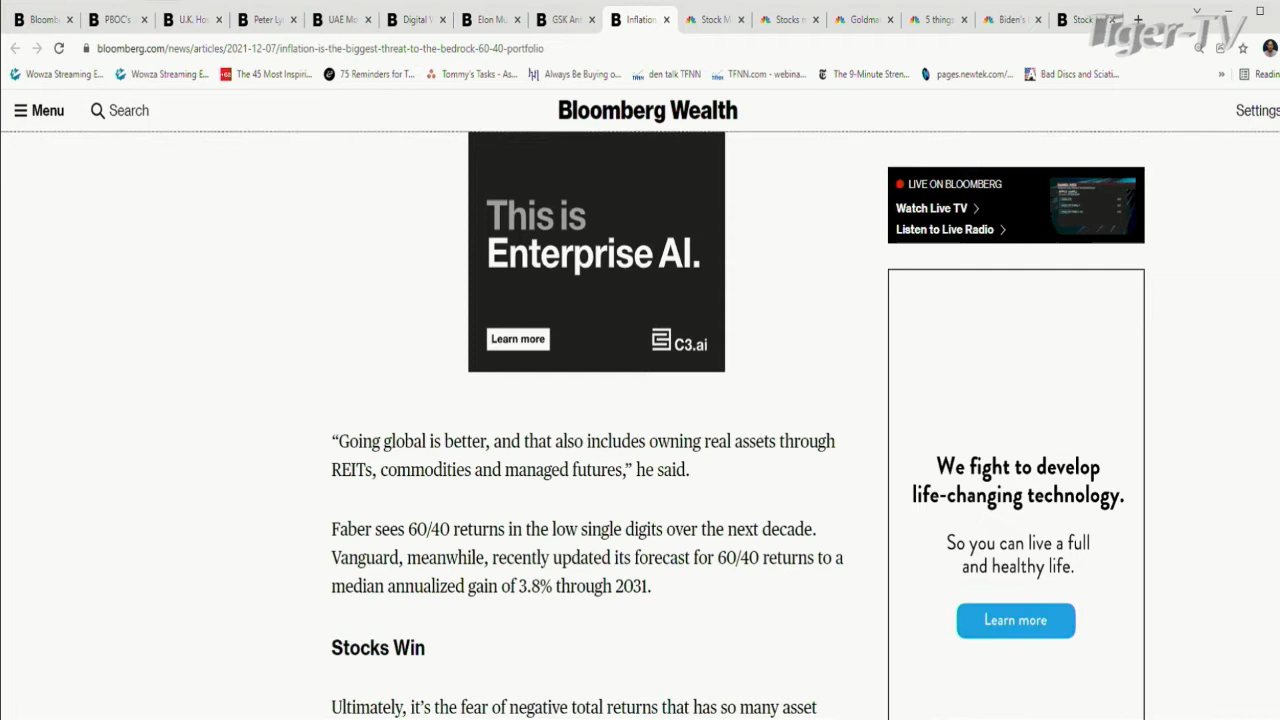 Bloomb
PBOC's
U.K. Ho
Peter Ly
UAE Mo
Digital
Elon Mu
GSK An
Inflation
Stock M
Stocks
Goldma
5 things
Biden's
Stock
Tiger-TV
bloomberg.com/news/articles/2021-12-07/inflation-is-the-biggest-threat-to-the-bedrock-60-40-portfolio
Wowza Streaming E...
Wowza Streaming E...
The 45 Most Inspiri...
75 Reminders for T...
Tommy's Tasks - As...
Always Be Buying o...
den talk TFNN
TFNN.com - webina...
The 9-Minute Stren...
pages.newtek.com/...
Bad Discs and Sciati...
»
Readin
Menu
Search
Bloomberg Wealth
Settings
This is
Enterprise AI.
Learn more
C3.ai
LIVE ON BLOOMBERG
Watch Live TV
Listen to Live Radio
“Going global is better, and that also includes owning real assets through
REITs, commodities and managed futures,” he said.
Faber sees 60/40 returns in the low single digits over the next decade.
Vanguard, meanwhile, recently updated its forecast for 60/40 returns to a
median annualized gain of 3.8% through 2031.
Stocks Win
Ultimately, it’s the fear of negative total returns that has so many asset
We fight to develop
life-changing technology.
So you can live a full
and healthy life.
Learn more